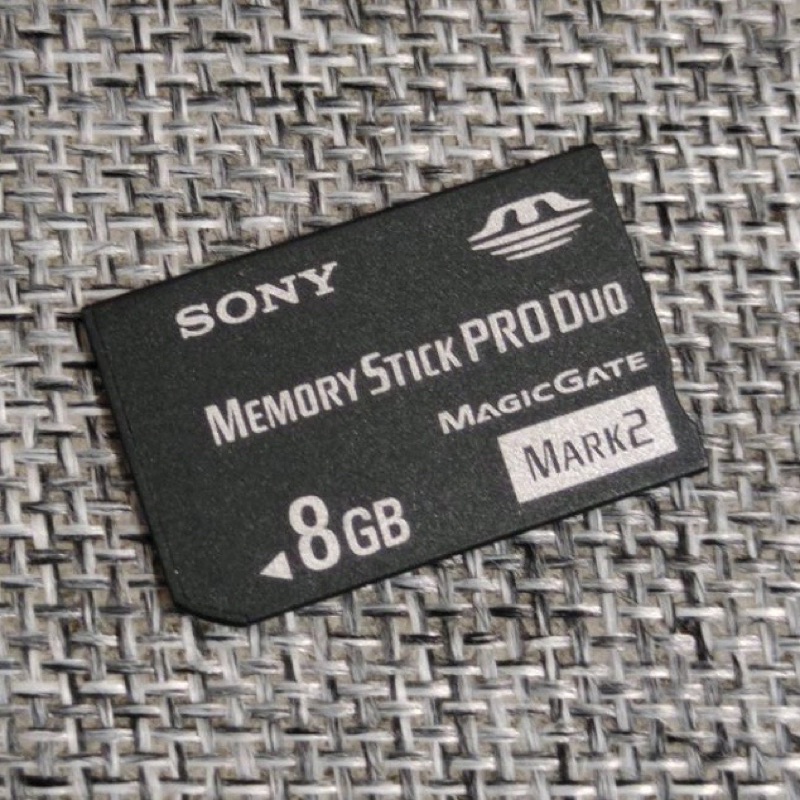 SONY
MEMORY STICK PRO DUO
MAGICGATE
MARK2
8GB